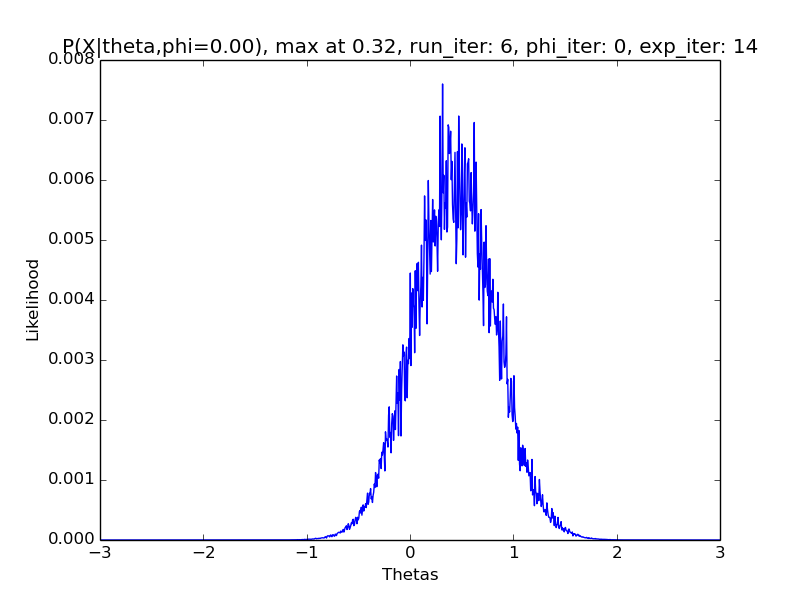 P(X|theta,phi=0.00), max at 0.32, run_iter: 6, phi_iter: 0, exp_iter: 14
0.008
0.007
0.006
0.005
0.004
0.003
0.002
0.001
0.000
Likelihood
−3 −2 −1 0 1 2 3
Thetas